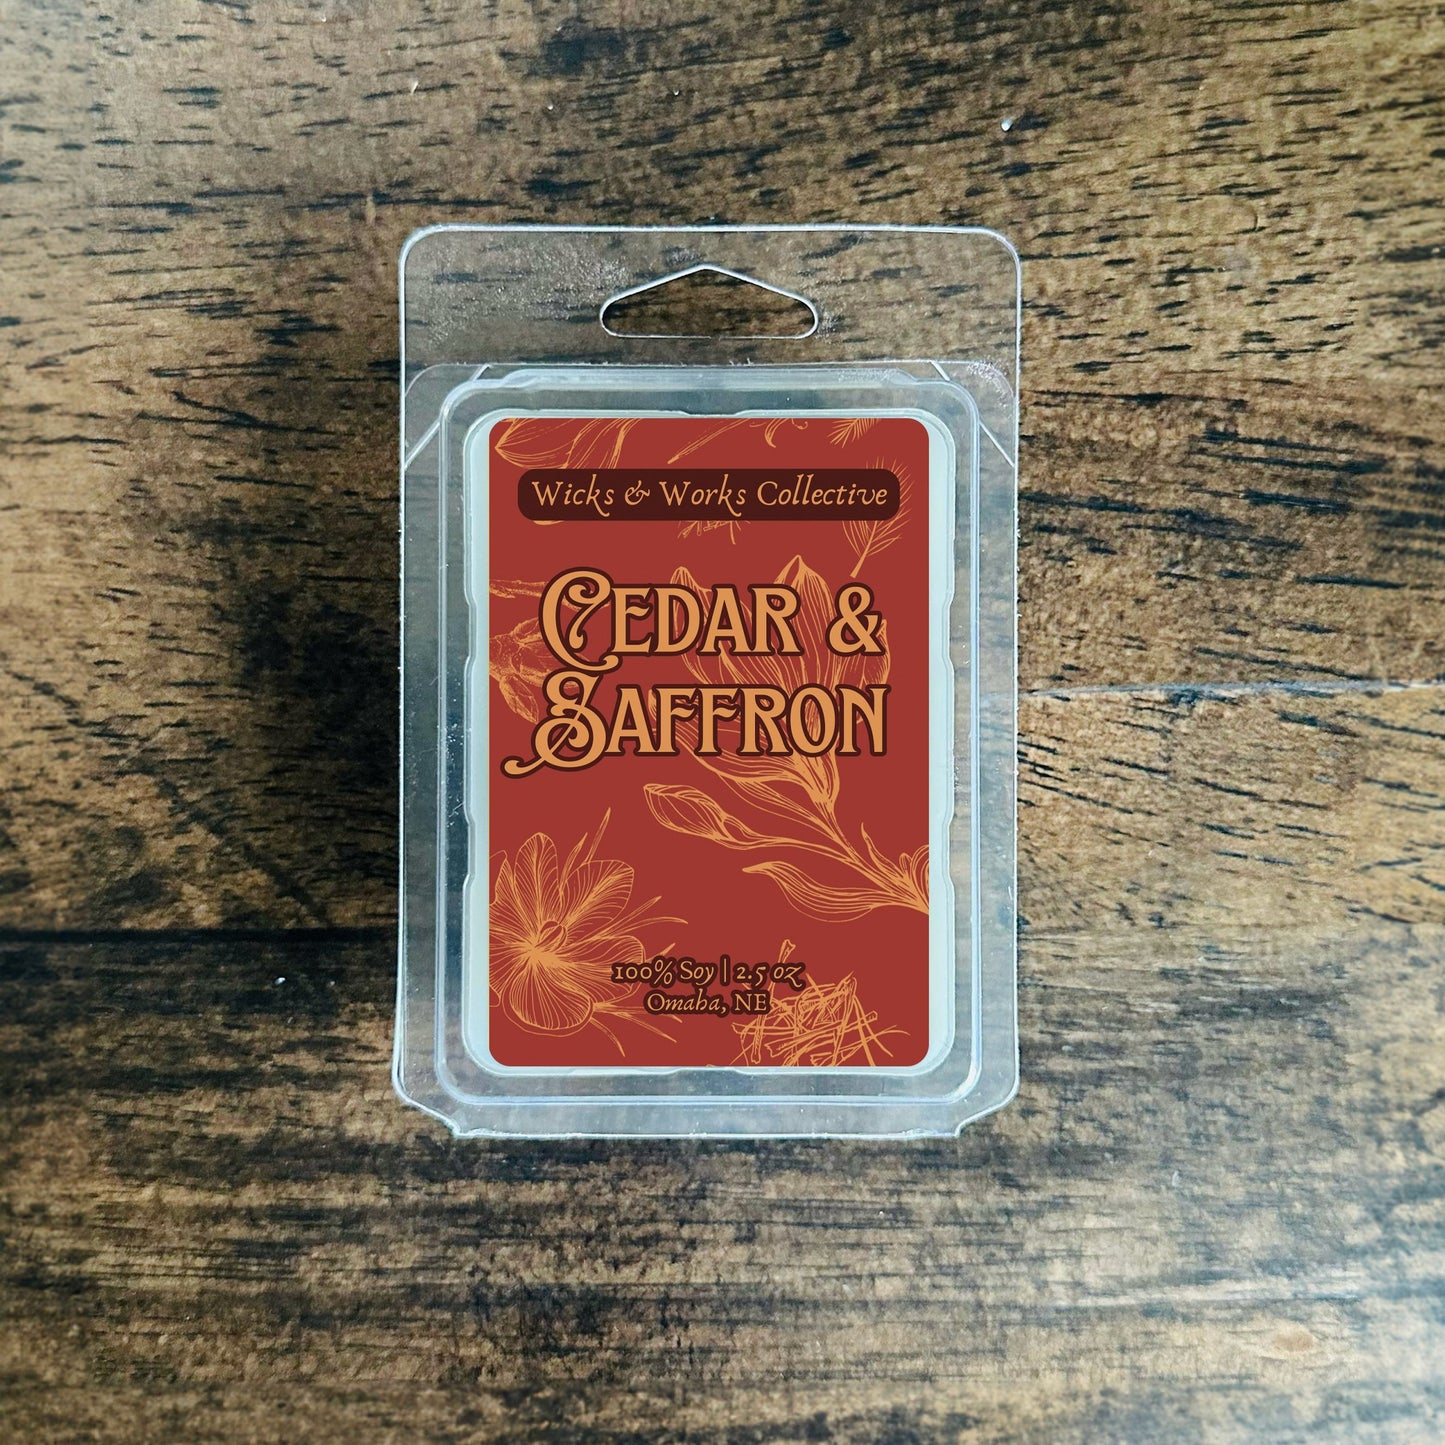 Wicks & Works Collective
Cedar &
Saffron
100% Soy | 2.5 oz
Omaha, NE